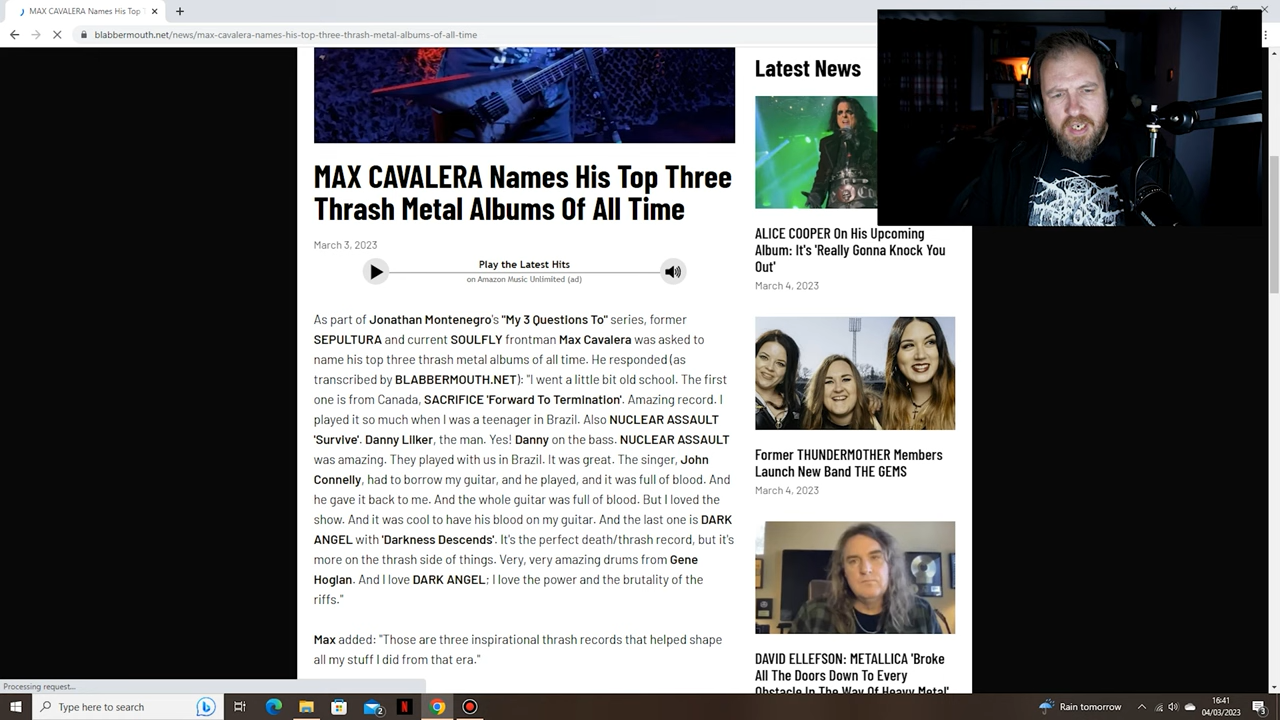 MAX CAVALERA Names His Top T
blabbermouth.net/news/max-cavalera-names-his-top-three-thrash-metal-albums-of-all-time
MAX CAVALERA Names His Top Three
Thrash Metal Albums Of All Time
March 3, 2023
Play the Latest Hits
on Amazon Music Unlimited (ad)
As part of Jonathan Montenegro's "My 3 Questions To" series, former
SEPULTURA and current SOULFLY frontman Max Cavalera was asked to
name his top three thrash metal albums of all time. He responded (as
transcribed by BLABBERMOUTH.NET): "I went a little bit old school. The first
one is from Canada, SACRIFICE 'Forward To Termination'. Amazing record. I
played it so much when I was a teenager in Brazil. Also NUCLEAR ASSAULT
'Survive'. Danny Lilker, the man. Yes! Danny on the bass. NUCLEAR ASSAULT
was amazing. They played with us in Brazil. It was great. The singer, John
Connelly, had to borrow my guitar, and he played, and it was full of blood. And
he gave it back to me. And the whole guitar was full of blood. But I loved the
show. And it was cool to have his blood on my guitar. And the last one is DARK
ANGEL with 'Darkness Descends'. It's the perfect death/thrash record, but it's
more on the thrash side of things. Very, very amazing drums from Gene
Hoglan. And I love DARK ANGEL; I love the power and the brutality of the
riffs."
Max added: "Those are three inspirational thrash records that helped shape
all my stuff I did from that era."
Latest News
ALICE COOPER On His Upcoming
Album: It's 'Really Gonna Knock You
Out'
March 4, 2023
Former THUNDERMOTHER Members
Launch New Band THE GEMS
March 4, 2023
DAVID ELLEFSON: METALLICA 'Broke
All The Doors Down To Every
Obstacle In The Way Of Heavy Metal'
DARKTHRONE
Processing request...
Type here to search
Rain tomorrow
16:41
04/03/2023
3